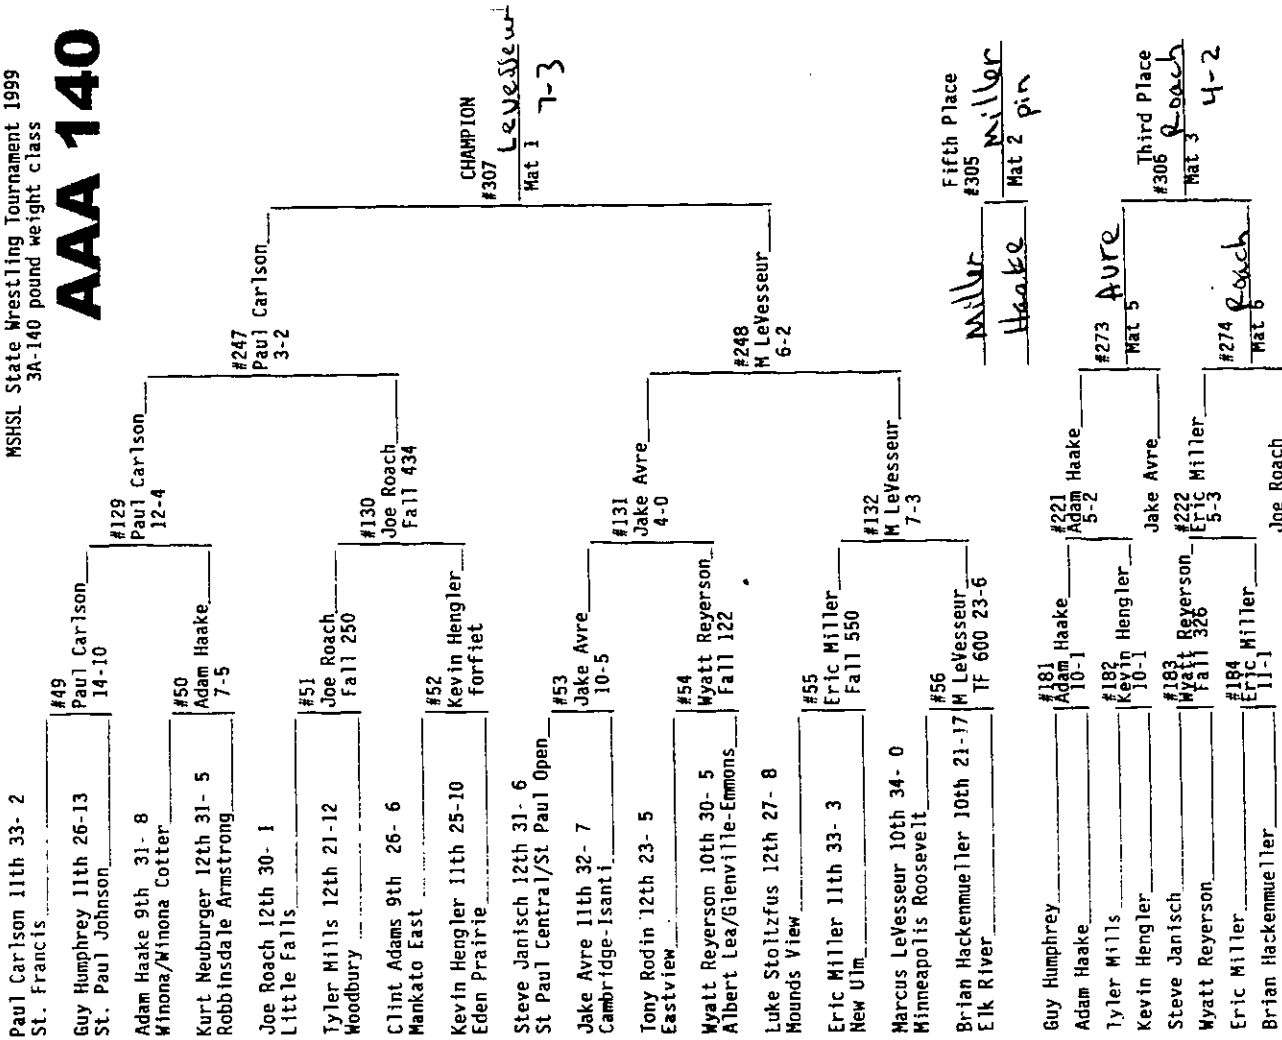 MSHSL State Wrestling Tournament 1999
3A-140 pound weight class
AAA 140
Paul Carlson 11th 33- 2
St. Francis
Guy Humphrey 11th 26-13
St. Paul Johnson
Adam Haake 9th 31- 8
Winona/Winona Cotter
Kurt Neuburger 12th 31- 5
Robbinsdale Armstrong
Joe Roach 12th 30- 1
Little Falls
Tyler Mills 12th 21-12
Woodbury
Clint Adams 9th 26- 6
Mankato East
Kevin Hengler 11th 25-10
Eden Prairie
Steve Janisch 12th 31- 6
St Paul Central/St Paul Open
Jake Avre 11th 32- 7
Cambridge-Isanti
Tony Rodin 12th 23- 5
Eastview
Wyatt Reyerson 10th 30- 5
Albert Lea/Glenville-Emmons
Luke Stoltzfus 12th 27- 8
Mounds View
Eric Miller 11th 33- 3
New Ulm
Marcus LeVesseur 10th 34- 0
Minneapolis Roosevelt
Brian Hackenmueller 10th 21-17
Elk River
#49
Paul Carlson
14-10
#50
Adam Haake
7-5
#51
Joe Roach
Fall 250
#52
Kevin Hengler
forfiet
#53
Jake Avre
10-5
#54
Wyatt Reyerson
Fall 122
#55
Eric Miller
Fall 550
#56
M LeVesseur
TF 600 23-6
#129
Paul Carlson
12-4
#130
Joe Roach
Fall 434
#131
Jake Avre
4-0
#132
M LeVesseur
7-3
#247
Paul Carlson
3-2
#248
M LeVesseur
6-2
CHAMPION
#307
LeVesseur
Mat 1
7-3
Guy Humphrey
Adam Haake
Tyler Mills
Kevin Hengler
Steve Janisch
Wyatt Reyerson
Eric Miller
Brian Hackenmueller
#181
Adam Haake
10-1
#182
Kevin Hengler
10-1
#183
Wyatt Reyerson
Fall 326
#184
Eric Miller
11-1
#221
Adam Haake
5-2
Jake Avre
#222
Eric Miller
5-3
Joe Roach
Miller
Haake
Fifth Place
#305
Miller
Mat 2
pin
#273
Avre
Mat 5
#274
Roach
Mat 6
Third Place
#306
Roach
Mat 3
4-2